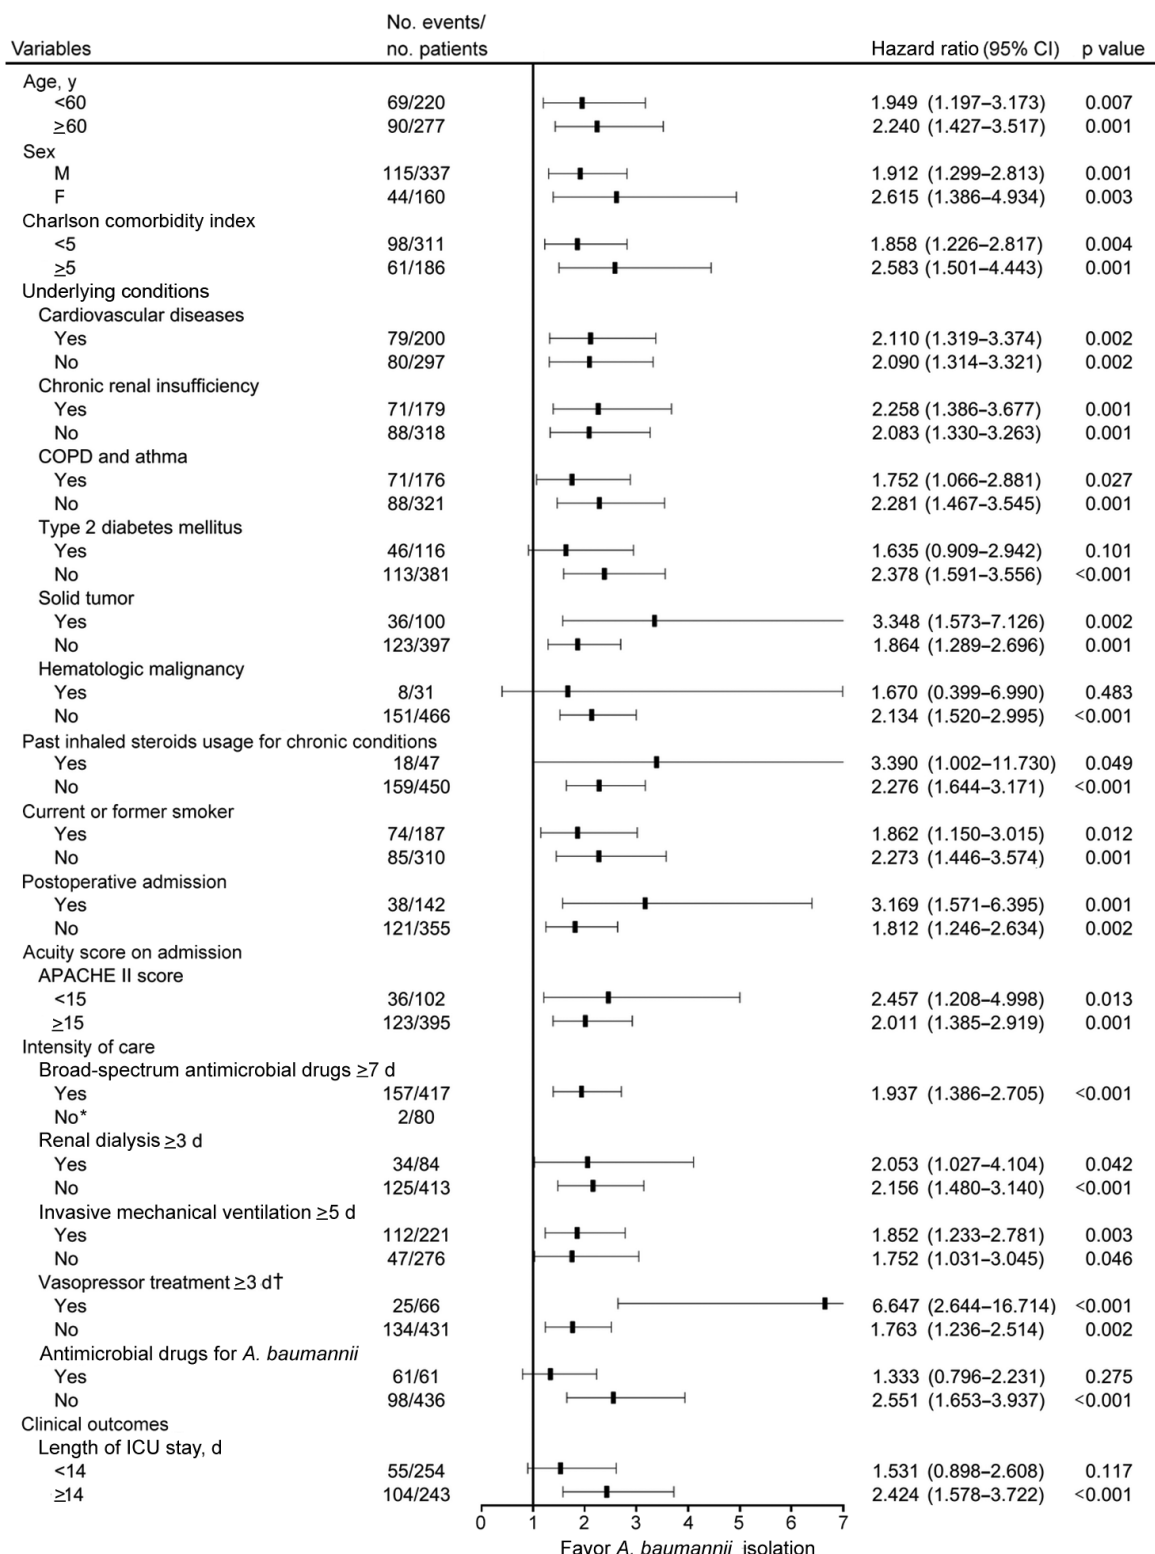 No. events/
Variables no. patients Hazard ratio (95% CI) p value
Age, y
<60 69/220 1.949 (1.197–3.173) 0.007
≥60 90/277 2.240 (1.427–3.517) 0.001
Sex
M 115/337 1.912 (1.299–2.813) 0.001
F 44/160 2.615 (1.386–4.934) 0.003
Charlson comorbidity index
<5 98/311 1.858 (1.226–2.817) 0.004
≥5 61/186 2.583 (1.501–4.443) 0.001
Underlying conditions
Cardiovascular diseases
Yes 79/200 2.110 (1.319–3.374) 0.002
No 80/297 2.090 (1.314–3.321) 0.002
Chronic renal insufficiency
Yes 71/179 2.258 (1.386–3.677) 0.001
No 88/318 2.083 (1.330–3.263) 0.001
COPD and athma
Yes 71/176 1.752 (1.066–2.881) 0.027
No 88/321 2.281 (1.467–3.545) 0.001
Type 2 diabetes mellitus
Yes 46/116 1.635 (0.909–2.942) 0.101
No 113/381 2.378 (1.591–3.556) <0.001
Solid tumor
Yes 36/100 3.348 (1.573–7.126) 0.002
No 123/397 1.864 (1.289–2.696) 0.001
Hematologic malignancy
Yes 8/31 1.670 (0.399–6.990) 0.483
No 151/466 2.134 (1.520–2.995) <0.001
Past inhaled steroids usage for chronic conditions
Yes 18/47 3.390 (1.002–11.730) 0.049
No 159/450 2.276 (1.644–3.171) <0.001
Current or former smoker
Yes 74/187 1.862 (1.150–3.015) 0.012
No 85/310 2.273 (1.446–3.574) 0.001
Postoperative admission
Yes 38/142 3.169 (1.571–6.395) 0.001
No 121/355 1.812 (1.246–2.634) 0.002
Acuity score on admission
APACHE II score
<15 36/102 2.457 (1.208–4.998) 0.013
≥15 123/395 2.011 (1.385–2.919) 0.001
Intensity of care
Broad-spectrum antimicrobial drugs ≥7 d
Yes 157/417 1.937 (1.386–2.705) <0.001
No* 2/80
Renal dialysis ≥3 d
Yes 34/84 2.053 (1.027–4.104) 0.042
No 125/413 2.156 (1.480–3.140) <0.001
Invasive mechanical ventilation ≥5 d
Yes 112/221 1.852 (1.233–2.781) 0.003
No 47/276 1.752 (1.031–3.045) 0.046
Vasopressor treatment ≥3 d†
Yes 25/66 6.647 (2.644–16.714) <0.001
No 134/431 1.763 (1.236–2.514) 0.002
Antimicrobial drugs for A. baumannii
Yes 61/61 1.333 (0.796–2.231) 0.275
No 98/436 2.551 (1.653–3.937) <0.001
Clinical outcomes
Length of ICU stay, d
<14 55/254 1.531 (0.898–2.608) 0.117
≥14 104/243 2.424 (1.578–3.722) <0.001
0 1 2 3 4 5 6 7
Favor A. baumannii isolation